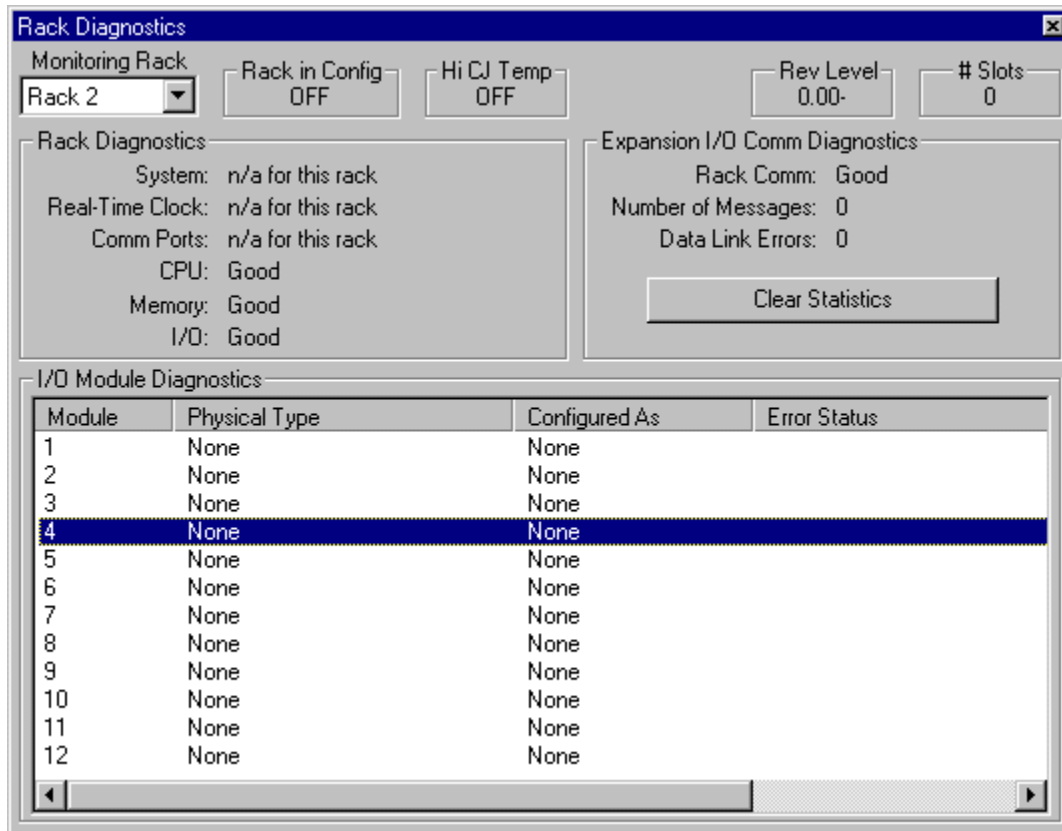 Rack Diagnostics
Monitoring Rack
Rack 2
Rack in Config
OFF
Hi CJ Temp
OFF
Rev Level
0.00-
# Slots
0
Rack Diagnostics
System: n/a for this rack
Real-Time Clock: n/a for this rack
Comm Ports: n/a for this rack
CPU: Good
Memory: Good
I/O: Good
Expansion I/O Comm Diagnostics
Rack Comm: Good
Number of Messages: 0
Data Link Errors: 0
Clear Statistics
I/O Module Diagnostics
Module Physical Type Configured As Error Status
1 None None
2 None None
3 None None
4 None None
5 None None
6 None None
7 None None
8 None None
9 None None
10 None None
11 None None
12 None None